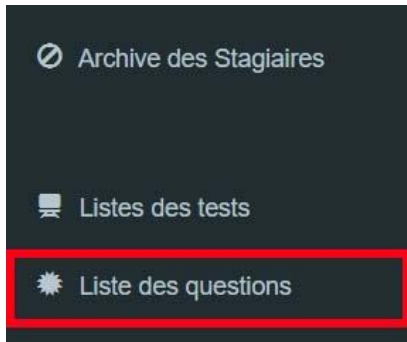 Archive des Stagiaires
Listes des tests
Liste des questions